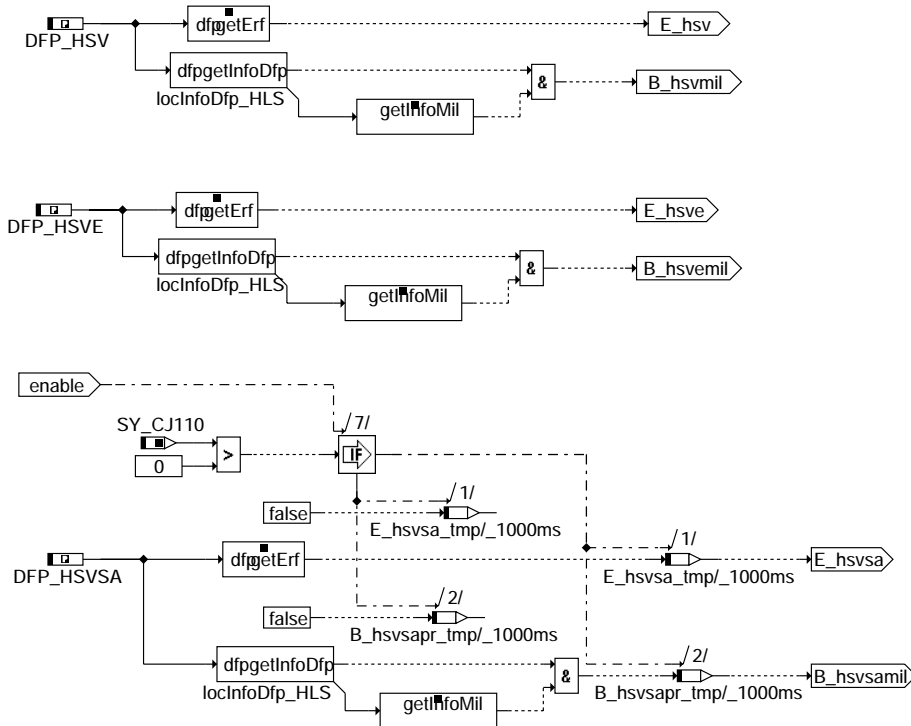 dfpgetErf
E_hsv
DFP_HSV
dfpgetInfoDfp
&
B_hsvmil
locInfoDfp_HLS
getInfoMil
dfpgetErf
E_hsve
DFP_HSVE
dfpgetInfoDfp
&
B_hsvemil
locInfoDfp_HLS
getInfoMil
enable
/7/
SY_CJ110
>
IF
0
/1/
false
E_hsvsa_tmp/_1000ms
/1/
dfpgetErf
E_hsvsa
DFP_HSVSA
E_hsvsa_tmp/_1000ms
/2/
false
B_hsvsapr_tmp/_1000ms
/2/
dfpgetInfoDfp
&
B_hsvsamil
locInfoDfp_HLS
B_hsvsapr_tmp/_1000ms
getInfoMil